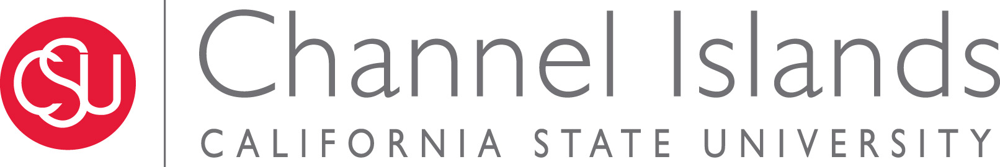 CSU
Channel Islands
CALIFORNIA STATE UNIVERSITY